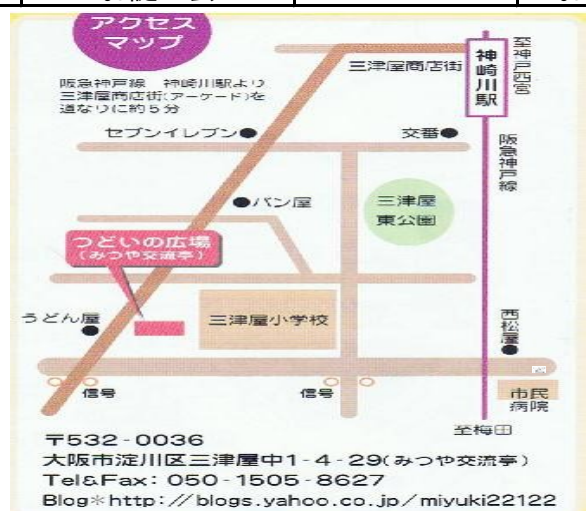 アクセス
マップ
阪急神戸線 神崎川駅より
三津屋商店街(アーケード)を
道なりに約5分
三津屋商店街
神崎川駅
至神戸西宮
セブンイレブン
交番
阪急神戸線
パン屋
三津屋
東公園
つどいの広場
(みつや交流亭)
うどん屋
三津屋小学校
西松屋
信号
信号
市民
病院
至梅田
〒532-0036
大阪市淀川区三津屋中1-4-29(みつや交流亭)
Tel&Fax: 050-1505-8627
Blog*http://blogs.yahoo.co.jp/miyuki22122